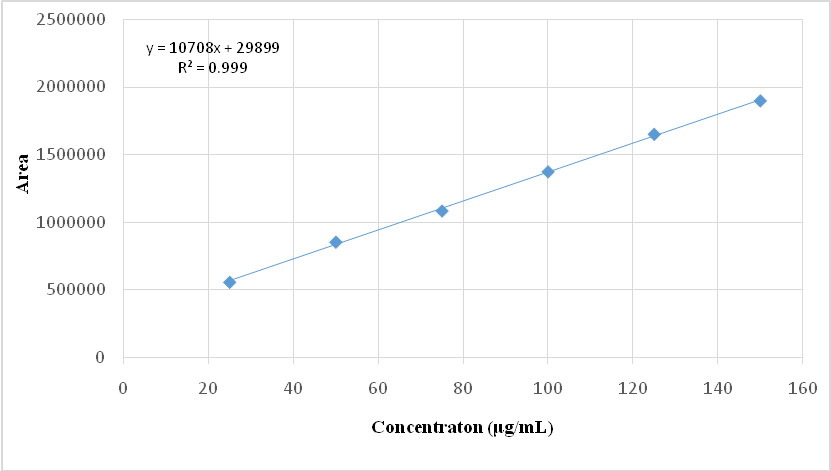 Area
2500000
y = 10708x + 29899
R² = 0.999
2000000
1500000
1000000
500000
0
0 20 40 60 80 100 120 140 160
Concentraton (µg/mL)